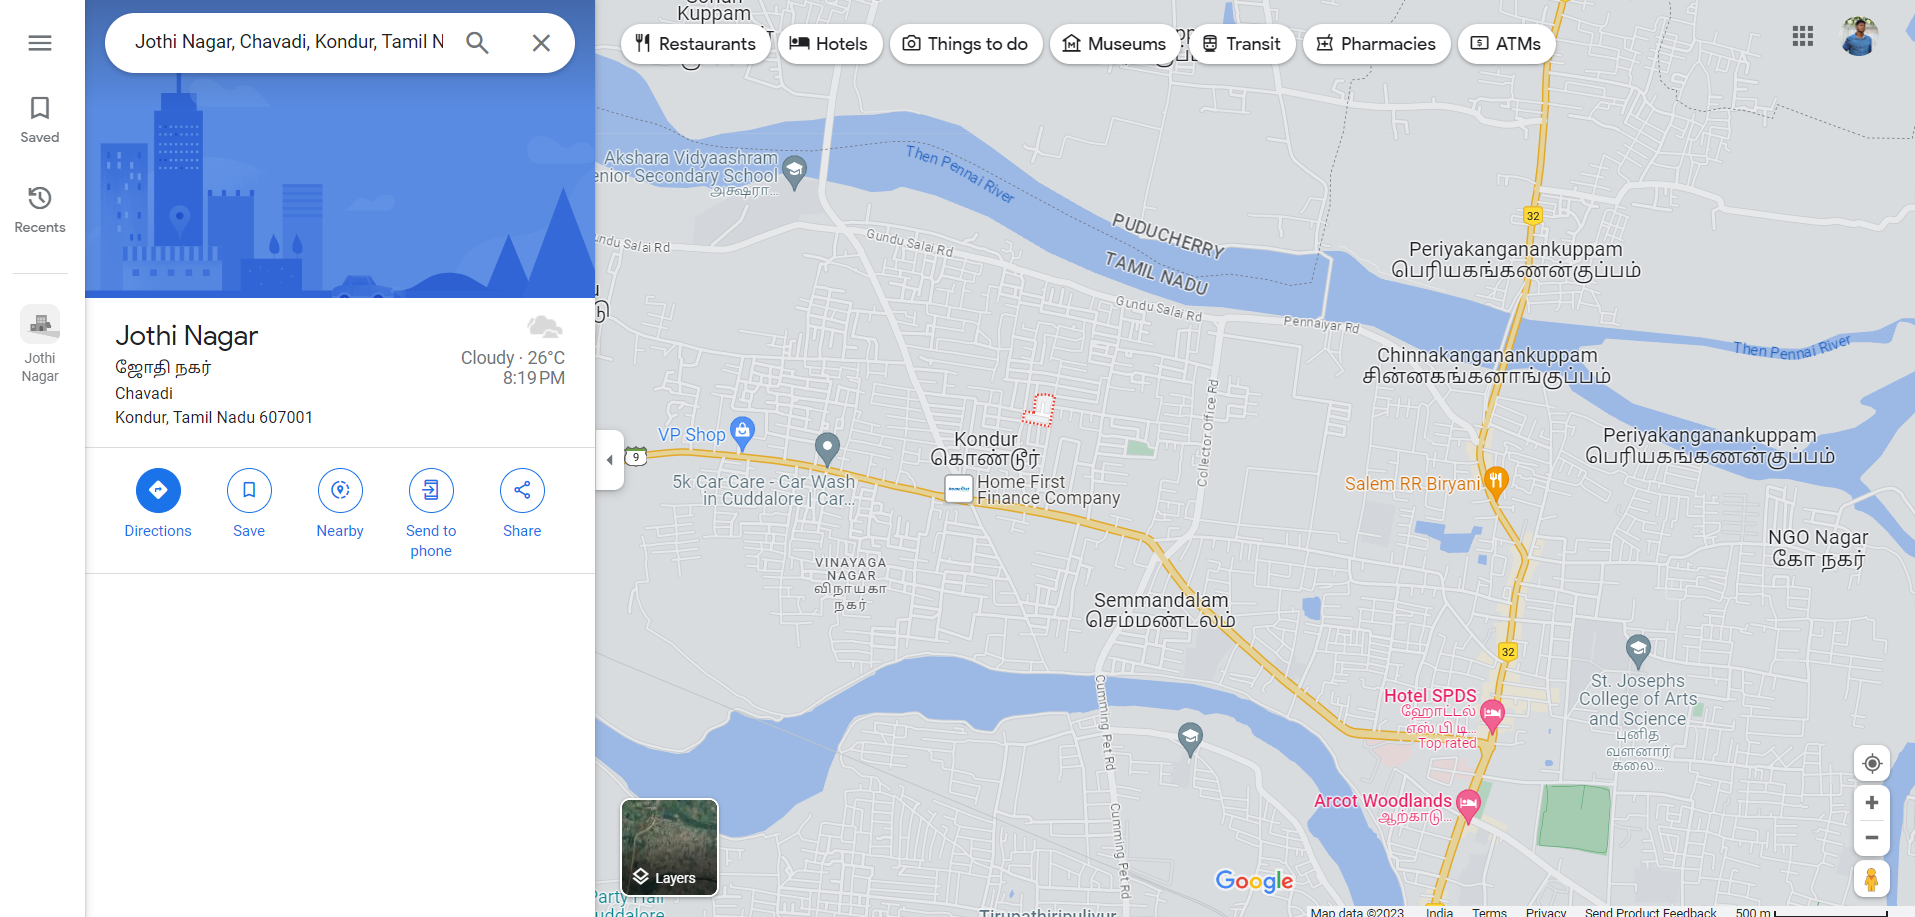 Jothi Nagar, Chavadi, Kondur, Tamil N
Saved
Recents
Jothi
Nagar
Jothi Nagar
ஜோதி நகர்
Chavadi
Kondur, Tamil Nadu 607001
Cloudy · 26°C
8:19 PM
Directions
Save
Nearby
Send to
phone
Share
Restaurants
Hotels
Things to do
Museums
Transit
Pharmacies
ATMs
Kuppam
Akshara Vidyaashram
enior Secondary School
அக்ஷரா...
Then Pennai River
PUDUCHERRY
TAMIL NADU
ndu Salai Rd
Gundu Salai Rd
Gundu Salai Rd
Pennaiyar Rd
32
Periyakanganankuppam
பெரியகங்கணன்குப்பம்
Chinnakanganankuppam
சின்னகங்கனாங்குப்பம்
Then Pennai River
Periyakanganankuppam
பெரியகங்கணன்குப்பம்
Collector Office Rd
VP Shop
9
Kondur
கொண்டூர்
5k Car Care - Car Wash
in Cuddalore | Car...
Home First
Finance Company
Salem RR Biryani
NGO Nagar
கோ நகர்
VINAYAGA
NAGAR
விநாயகா
நகர்
Semmandalam
செம்மண்டலம்
32
St. Josephs
College of Arts
and Science
புனித
வளனார்
கலை...
Hotel SPDS
ஹோட்டல்
எஸ் பி டி...
Top rated
Cumming Pet Rd
Cumming Pet Rd
Arcot Woodlands
ஆற்காடு...
Layers
Party Hall
uddalore
Tirupathiripuliyur
Google
Map data ©2023
India
Terms
Privacy
Send Product Feedback
500 m